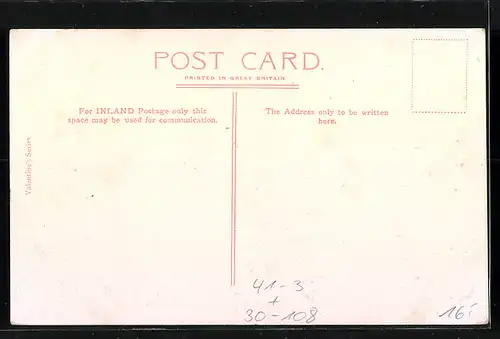 POST CARD.
PRINTED IN GREAT BRITAIN
For INLAND Postage only this
space may be used for communication.
The Address only to be written
here.
Valentine's Series
41-3
+
30-108
16: